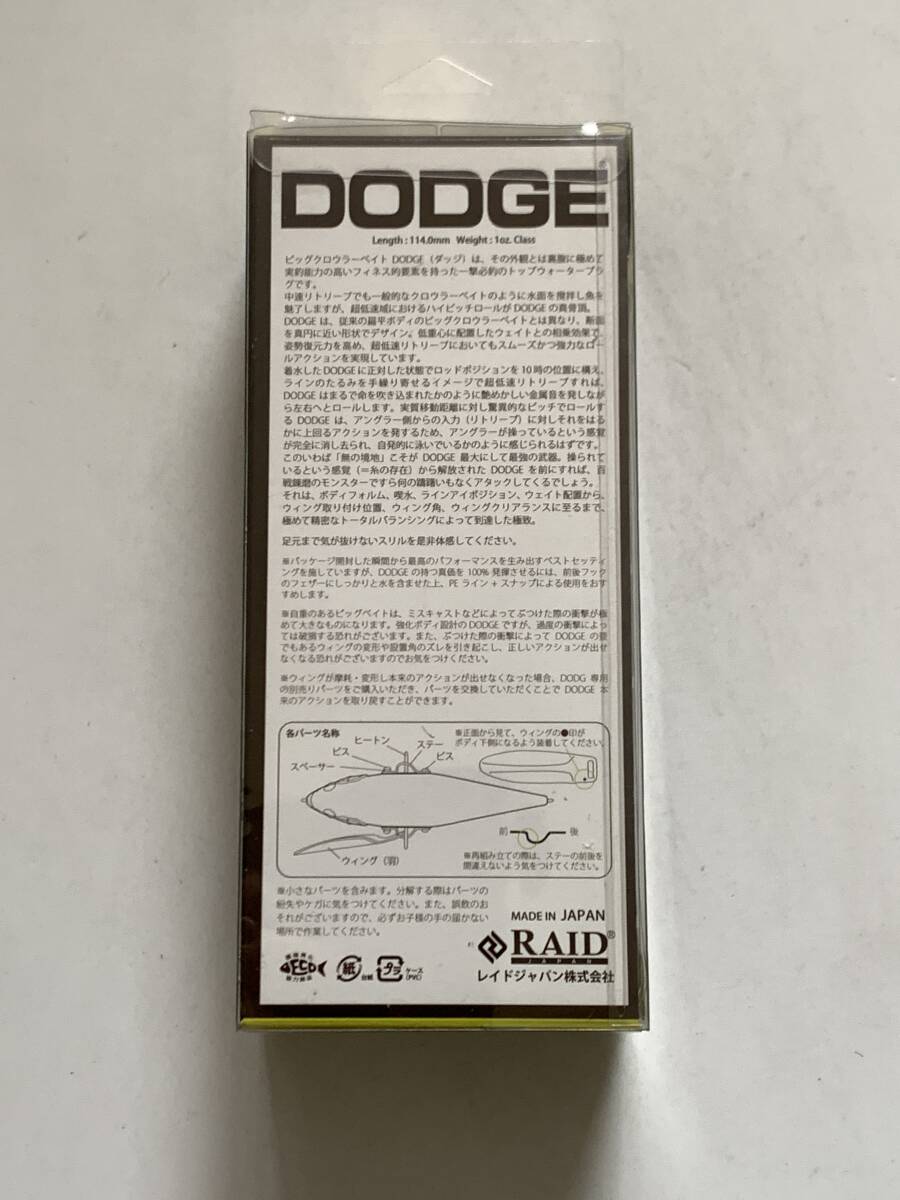 DODGE®
Length : 114.0mm Weight : 1oz. Class
ビッグクロウラーベイト DODGE（ダッジ）は、その外観とは裏腹に極めて
実釣能力の高いフィネス的要素を持った一撃必釣のトップウォータープラ
グです。
中速リトリーブでも一般的なクロウラーベイトのように水面を撹拌し魚を
魅了しますが、超低速域におけるハイピッチロールが DODGE の真骨頂。
DODGE は、従来の扁平ボディのビッグクロウラーベイトとは異なり、断面
を真円に近い形状でデザイン。低重心に配置したウェイトとの相乗効果で、
姿勢復元力を高め、超低速リトリーブにおいてもスムーズかつ強力なロー
ルアクションを実現しています。
着水した DODGE に正対した状態でロッドポジションを 10 時の位置に構え、
ラインのたるみを手繰り寄せるイメージで超低速リトリーブすれば、
DODGE はまるで命を吹き込まれたかのように艶めかしい金属音を発しなが
ら左右へとロールします。実質移動距離に対し驚異的なピッチでロールす
る DODGE は、アングラー側からの入力（リトリーブ）に対しそれをはる
かに上回るアクションを発するため、アングラーが操っているという感覚
が完全に消し去られ、自発的に泳いでいるかのように感じられるはずです。
このいわば「無の境地」こそが DODGE 最大にして最強の武器。操られて
いるという感覚（＝糸の存在）から解放された DODGE を前にすれば、百
戦錬磨のモンスターですら何の躊躇いもなくアタックしてくるでしょう。
それは、ボディフォルム、喫水、ラインアイポジション、ウェイト配置から、
ウィング取り付け位置、ウィング角、ウィングクリアランスに至るまで、
極めて精密なトータルバランシングによって到達した極致。
足元まで気が抜けないスリルを是非体感してください。
※パッケージ開封した瞬間から最高のパフォーマンスを生み出すベストセッティ
ングを施していますが、DODGE の持つ真価を 100% 発揮させるには、前後フック
のフェザーにしっかりと水を含ませた上、PE ライン + スナップによる使用をおす
すめします。
※自重のあるビッグベイトは、ミスキャストなどによってぶつけた際の衝撃が極
めて大きなものになります。強化ボディ設計の DODGE ですが、過度の衝撃によっ
ては破損する恐れがございます。また、ぶつけた際の衝撃によって DODGE の要
でもあるウィングの変形や設置角のズレを引き起こし、正しいアクションが出せ
なくなる恐れがございますのでお気をつけください。
※ウィングが摩耗・変形し本来のアクションが出せなくなった場合、DODG 専用
の別売りパーツをご購入いただき、パーツを交換していただくことで DODGE 本
来のアクションを取り戻すことができます。
各パーツ名称
ヒートン
ステー
ビス
ビス
スペーサー
ウィング（羽）
※正面から見て、ウィングの●印が
ボディ下側になるよう装着してください。
前
後
※再組み立ての際は、ステーの前後を
間違えないよう気をつけてください。
※小さなパーツを含みます。分解する際はパーツの
紛失やケガに気をつけてください。また、誤飲のお
それがございますので、必ずお子様の手の届かない
場所で作業してください。
MADE IN JAPAN
RAID®
JAPAN
レイドジャパン株式会社
ECO
紙
台紙
プラ
ケース
(PVC)